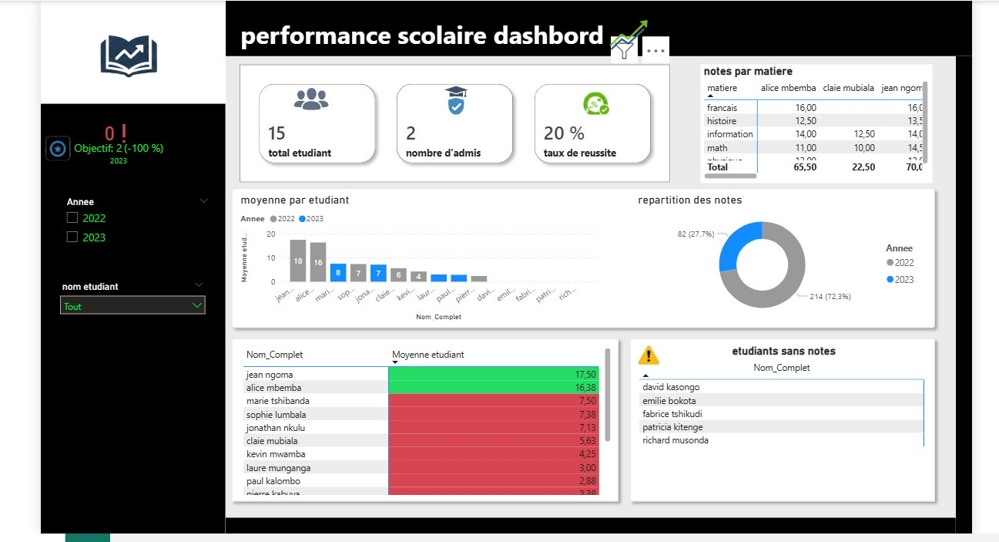 performance scolaire dashbord
0 !
Objectif: 2 (-100 %)
2023
Annee
2022
2023
nom etudiant
Tout
15
total etudiant
2
nombre d'admis
20 %
taux de reussite
notes par matiere
matiere alice mbemba claie mubiala jean ngom
francais 16,00 16,0
histoire 12,50 13,5
information 14,00 12,50 14,0
math 11,00 10,00 14,5
Total 65,50 22,50 70,0
moyenne par etudiant
Annee 2022 2023
Moyenne etud...
20
10
0
18
16
8
7
7
6
4
jean...
alice...
mari...
sop...
jona...
claie...
kevi...
laur...
paul...
pierr...
davi...
emil...
fabri...
patri...
rich...
Nom_Complet
repartition des notes
82 (27,7%)
214 (72,3%)
Annee
2022
2023
Nom_Complet Moyenne etudiant
jean ngoma 17,50
alice mbemba 16,38
marie tshibanda 7,50
sophie lumbala 7,38
jonathan nkulu 7,13
claie mubiala 5,63
kevin mwamba 4,25
laure munganga 3,00
paul kalombo 2,88
pierre kabuya 2,38
etudiants sans notes
Nom_Complet
david kasongo
emilie bokota
fabrice tshikudi
patricia kitenge
richard musonda